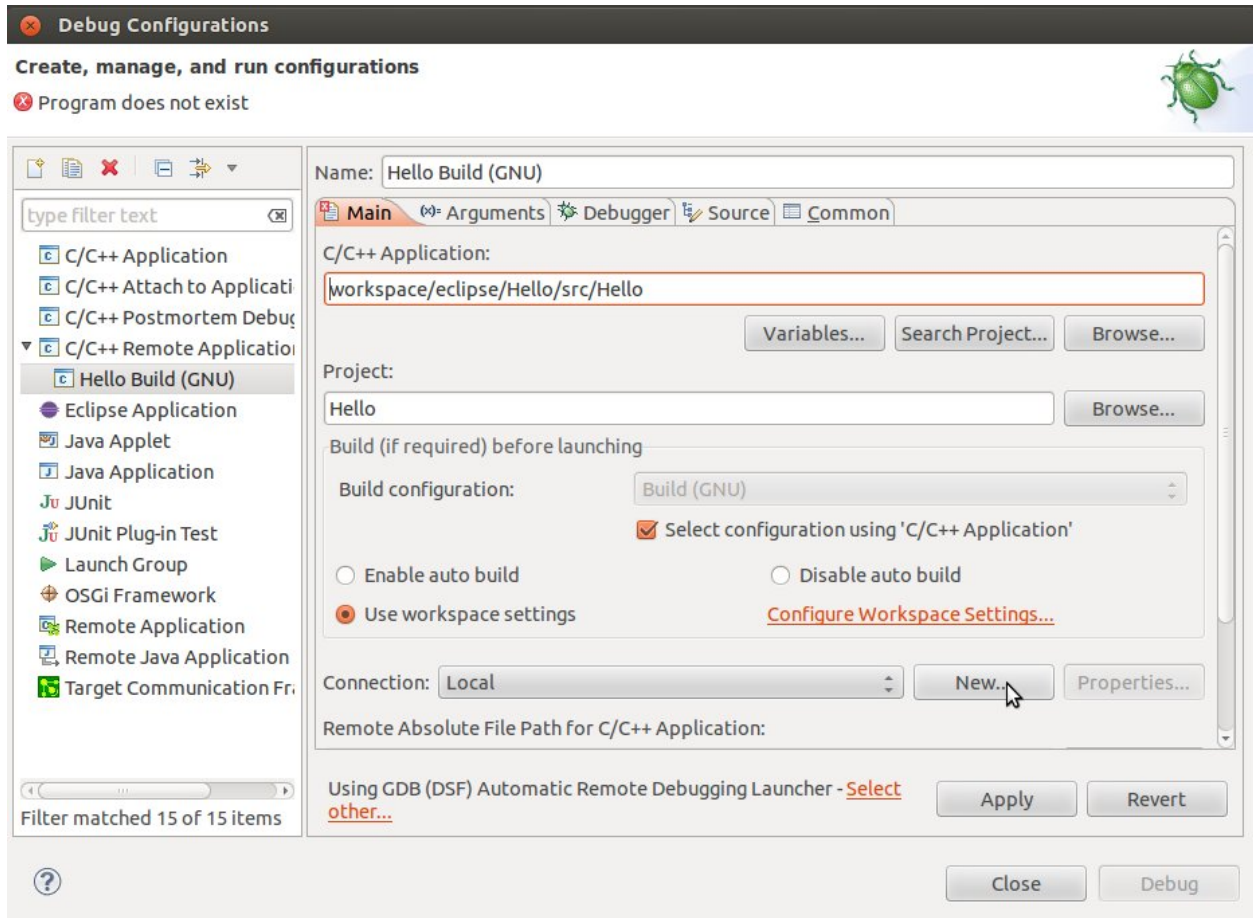 Debug Configurations
Create, manage, and run configurations
Program does not exist
type filter text
C/C++ Application
C/C++ Attach to Applicati
C/C++ Postmortem Debug
C/C++ Remote Application
Hello Build (GNU)
Eclipse Application
Java Applet
Java Application
JUnit
JUnit Plug-in Test
Launch Group
OSGi Framework
Remote Application
Remote Java Application
Target Communication Fra
Filter matched 15 of 15 items
Name: Hello Build (GNU)
Main (x)= Arguments Debugger Source Common
C/C++ Application:
workspace/eclipse/Hello/src/Hello
Variables... Search Project... Browse...
Project:
Hello Browse...
Build (if required) before launching
Build configuration: Build (GNU)
Select configuration using 'C/C++ Application'
Enable auto build Disable auto build
Use workspace settings Configure Workspace Settings...
Connection: Local New... Properties...
Remote Absolute File Path for C/C++ Application:
Using GDB (DSF) Automatic Remote Debugging Launcher - Select
other...
Apply Revert
Close Debug